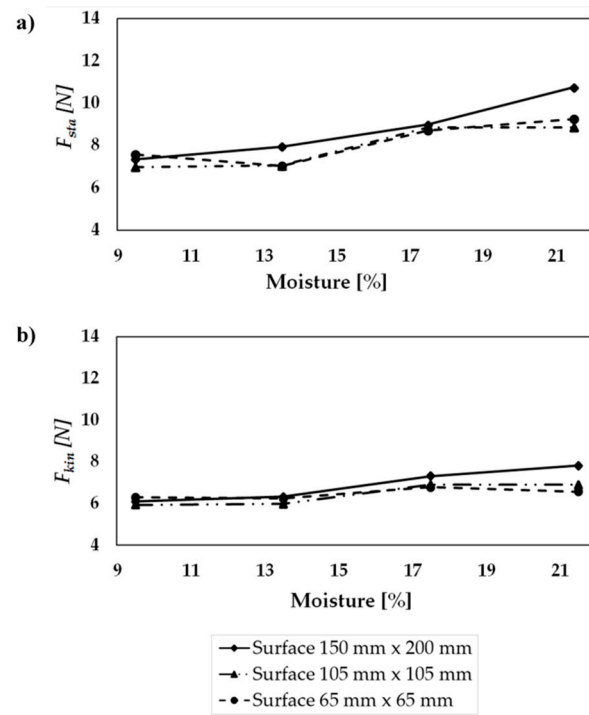 a)
14
12
10
8
6
4
F_sta [N]
9 11 13 15 17 19 21
Moisture [%]
b)
14
12
10
8
6
4
F_kin [N]
9 11 13 15 17 19 21
Moisture [%]
Surface 150 mm x 200 mm
Surface 105 mm x 105 mm
Surface 65 mm x 65 mm